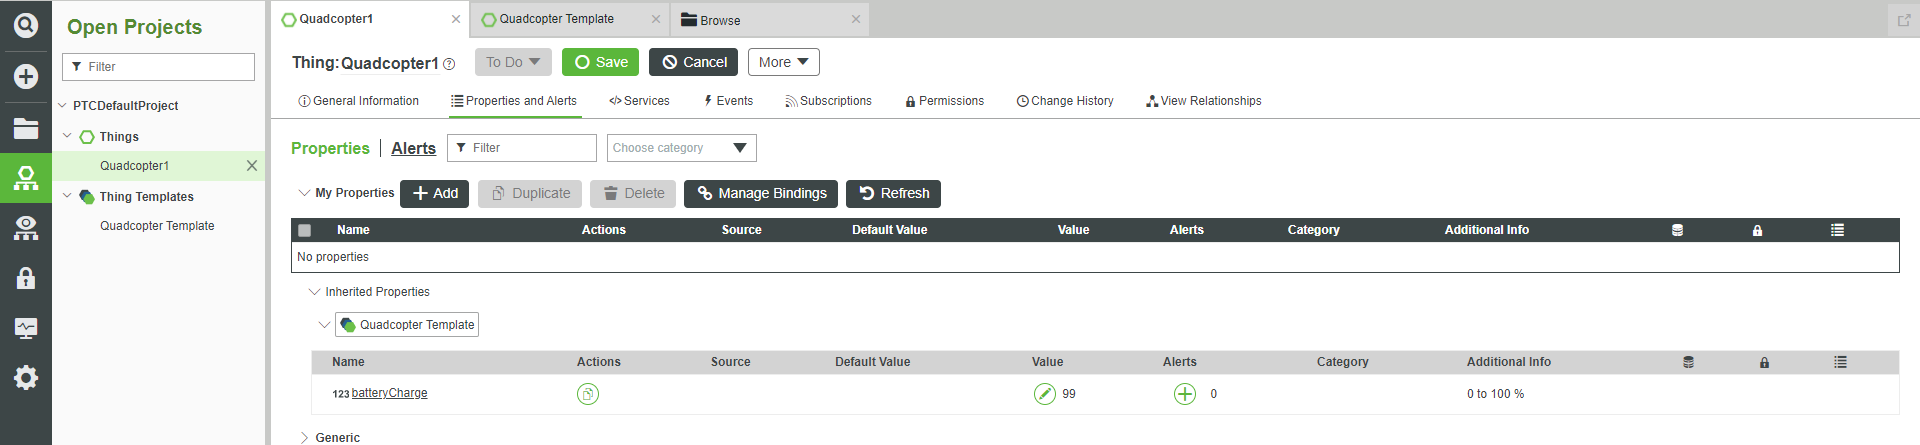 Open Projects
Filter
PTCDefaultProject
Things
Quadcopter1
Thing Templates
Quadcopter Template
Quadcopter1 Quadcopter Template Browse
Thing: Quadcopter1 ? To Do Save Cancel More
General Information Properties and Alerts Services Events Subscriptions Permissions Change History View Relationships
Properties | Alerts Filter Choose category
My Properties Add Duplicate Delete Manage Bindings Refresh
Name Actions Source Default Value Value Alerts Category Additional Info
No properties
Inherited Properties
Quadcopter Template
Name Actions Source Default Value Value Alerts Category Additional Info
123 batteryCharge 99 0 0 to 100 %
Generic